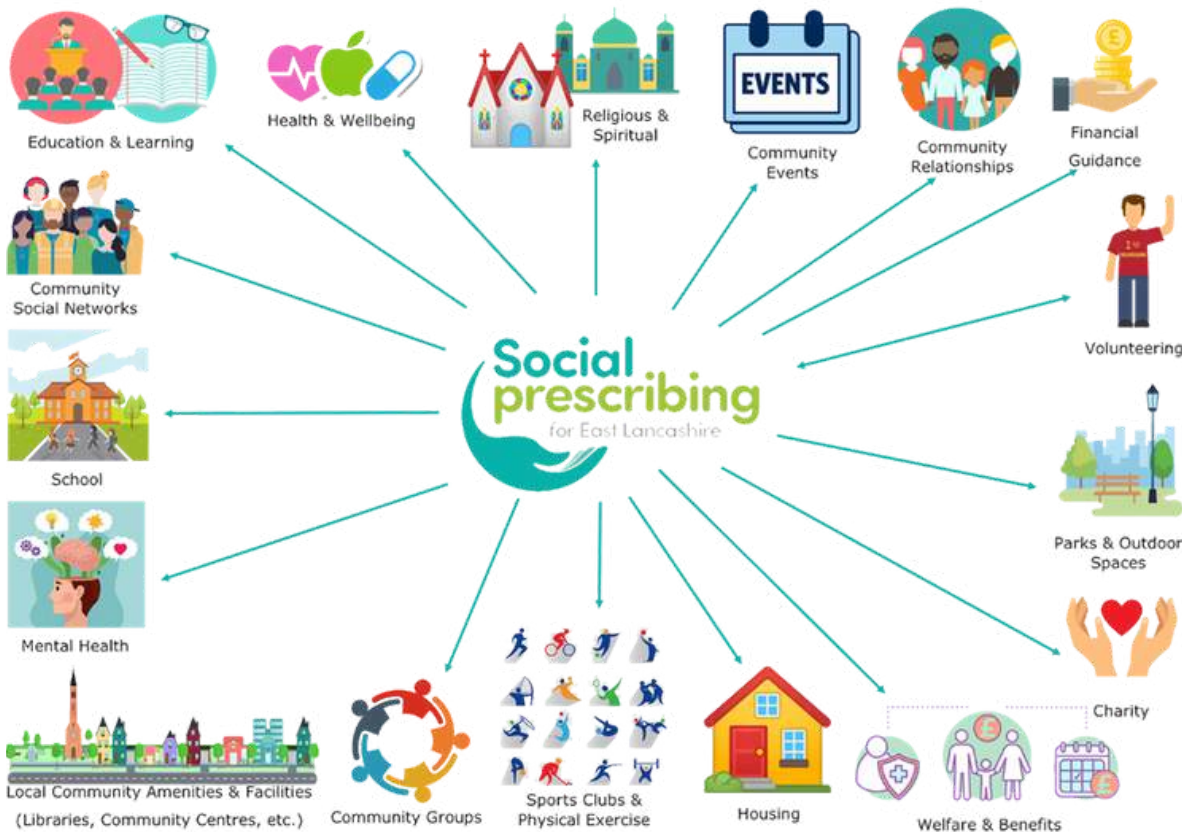 EVENTS
Education & Learning
Health & Wellbeing
Religious &
Spiritual
Community
Events
Community
Relationships
Financial
Guidance
Community
Social Networks
Volunteering
Social
prescribing
for East Lancashire
School
Parks & Outdoor
Spaces
Mental Health
Charity
Local Community Amenities & Facilities
(Libraries, Community Centres, etc.)
Community Groups
Sports Clubs &
Physical Exercise
Housing
Welfare & Benefits